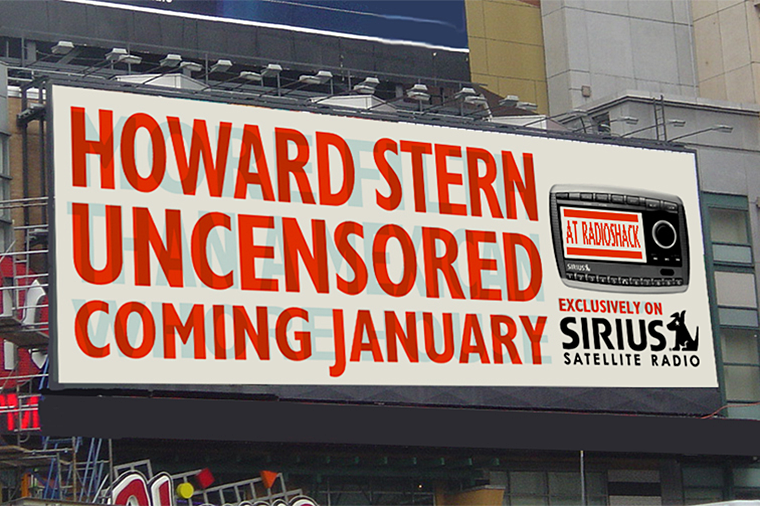 HOWARD STERN
UNCENSORED
COMING JANUARY
AT RADIOSHACK
SIRIUS
EXCLUSIVELY ON
SIRIUS
SATELLITE RADIO